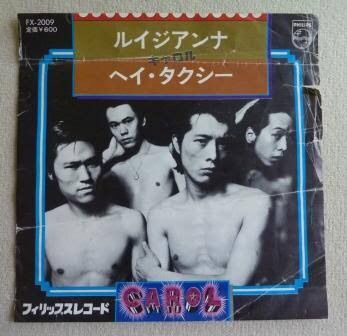 FX-2009
定価￥600
PHILIPS
ルイジアンナ
キャロル
ヘイ・タクシー
フィリップスレコード
CAROL